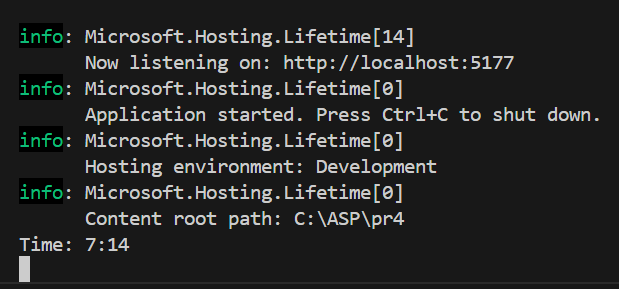 info: Microsoft.Hosting.Lifetime[14]
      Now listening on: http://localhost:5177
info: Microsoft.Hosting.Lifetime[0]
      Application started. Press Ctrl+C to shut down.
info: Microsoft.Hosting.Lifetime[0]
      Hosting environment: Development
info: Microsoft.Hosting.Lifetime[0]
      Content root path: C:\ASP\pr4
Time: 7:14